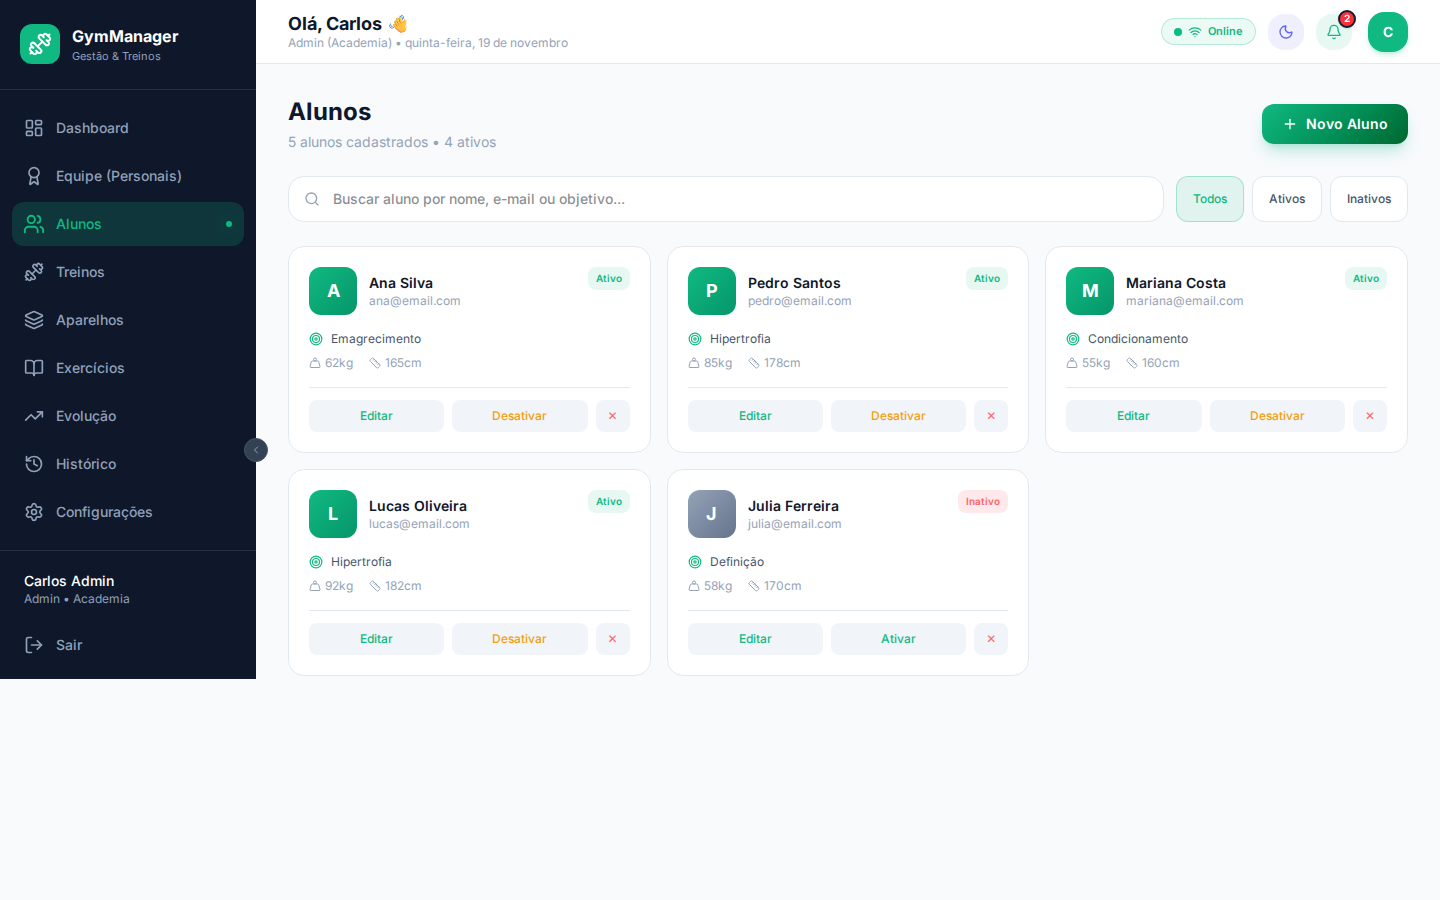 GymManager
Gestão & Treinos
Dashboard
Equipe (Personais)
Alunos
Treinos
Aparelhos
Exercícios
Evolução
Histórico
Configurações
Carlos Admin
Admin • Academia
Sair
Olá, Carlos 👋
Admin (Academia) • quinta-feira, 19 de novembro
Online
2
C
Alunos
5 alunos cadastrados • 4 ativos
+ Novo Aluno
Buscar aluno por nome, e-mail ou objetivo...
Todos
Ativos
Inativos
A
Ana Silva
ana@email.com
Ativo
Emagrecimento
62kg 165cm
Editar Desativar ✕
P
Pedro Santos
pedro@email.com
Ativo
Hipertrofia
85kg 178cm
Editar Desativar ✕
M
Mariana Costa
mariana@email.com
Ativo
Condicionamento
55kg 160cm
Editar Desativar ✕
L
Lucas Oliveira
lucas@email.com
Ativo
Hipertrofia
92kg 182cm
Editar Desativar ✕
J
Julia Ferreira
julia@email.com
Inativo
Definição
58kg 170cm
Editar Ativar ✕